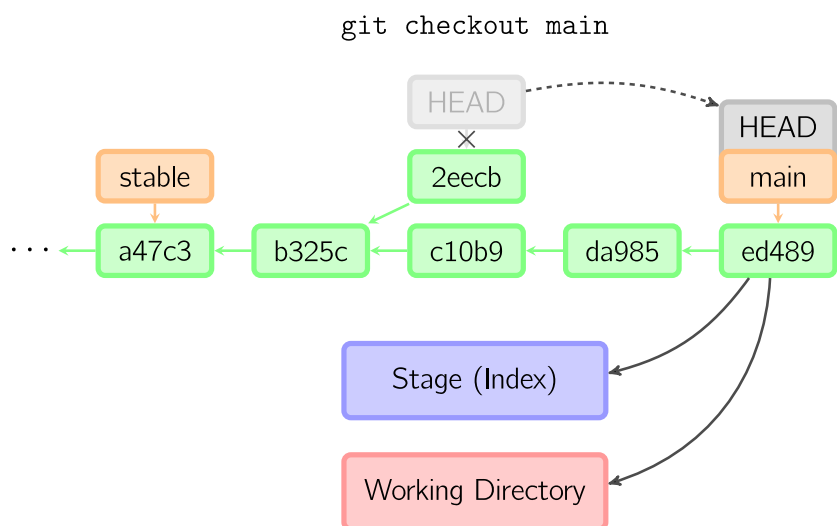 git checkout main
HEAD
HEAD
stable
2eecb
main
... a47c3 b325c c10b9 da985 ed489
Stage (Index)
Working Directory